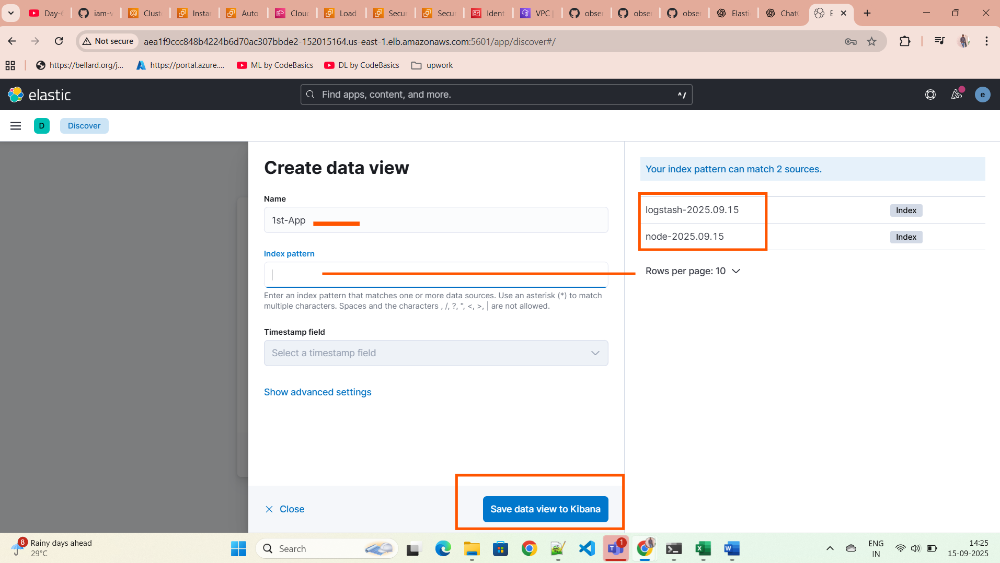 Day-6
iam-v
Clust
Instan
Auto
Cloud
Load
Secur
Secur
Ident
VPC |
obser
obser
obser
Elasti
ChatG
E
Not secure
aea1f9ccc848b4224b6d70ac307bbde2-152015164.us-east-1.elb.amazonaws.com:5601/app/discover#/
https://bellard.org/j...
https://portal.azure....
ML by CodeBasics
DL by CodeBasics
upwork
elastic
Find apps, content, and more.
^/
e
D
Discover
Create data view
Your index pattern can match 2 sources.
Name
1st-App
logstash-2025.09.15
Index
node-2025.09.15
Index
Index pattern
Rows per page: 10
Enter an index pattern that matches one or more data sources. Use an asterisk (*) to match
multiple characters. Spaces and the characters , /, ?, ", <, >, | are not allowed.
Timestamp field
Select a timestamp field
Show advanced settings
Close
Save data view to Kibana
8
Rainy days ahead
29°C
Search
1
ENG
IN
14:25
15-09-2025